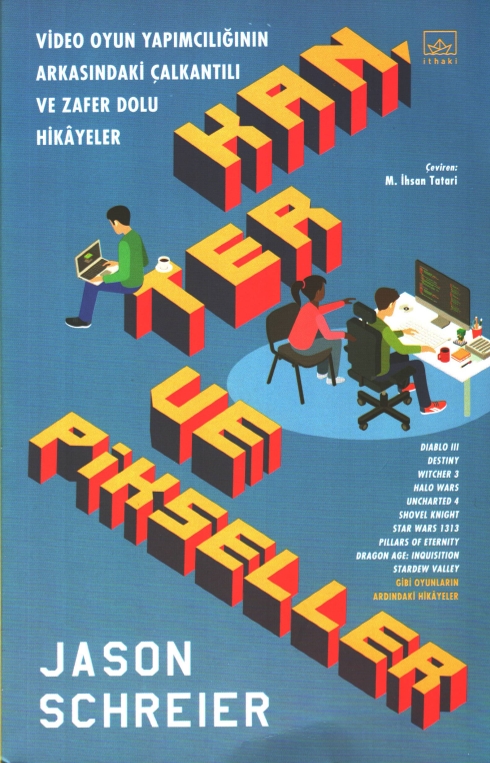 VİDEO OYUN YAPIMCILIĞININ
ARKASINDAKİ ÇALKANTILI
VE ZAFER DOLU
HİKÂYELER
ithaki
KAN,
TER
VE
PİKSELLER
Çeviren:
M. İhsan Tatari
DIABLO III
DESTINY
WITCHER 3
HALO WARS
UNCHARTED 4
SHOVEL KNIGHT
STAR WARS 1313
PILLARS OF ETERNITY
DRAGON AGE: INQUISITION
STARDEW VALLEY
GİBİ OYUNLARIN
ARDINDAKİ HİKÂYELER
JASON
SCHREIER